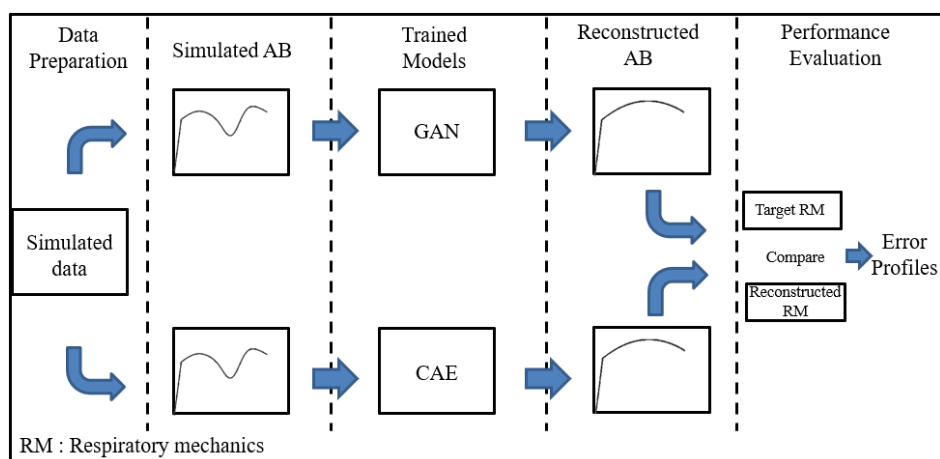 Data
Preparation
Simulated AB
Trained
Models
Reconstructed
AB
Performance
Evaluation
GAN
Simulated
data
Target RM
Compare
Reconstructed
RM
Error
Profiles
CAE
RM : Respiratory mechanics